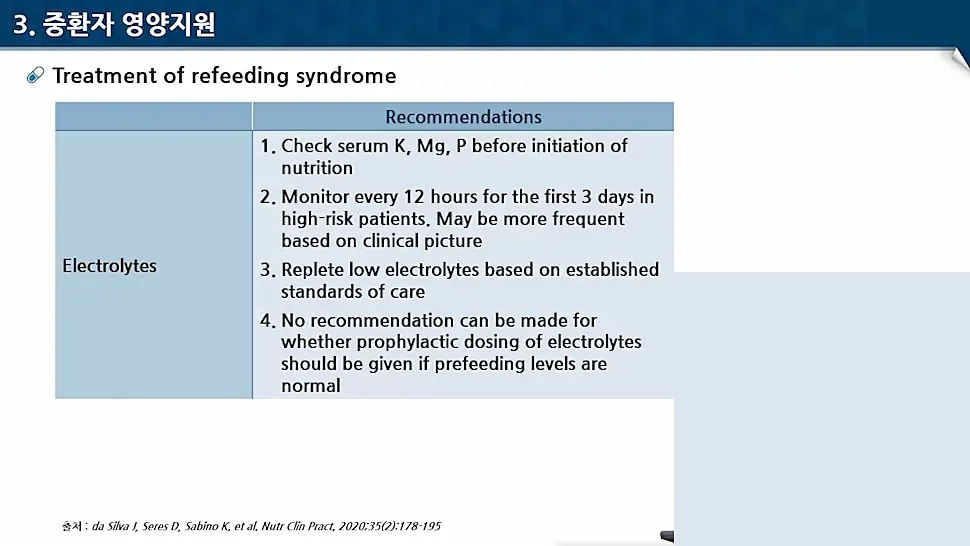 3. 중환자 영양지원
Treatment of refeeding syndrome
Recommendations
Electrolytes
1. Check serum K, Mg, P before initiation of
nutrition
2. Monitor every 12 hours for the first 3 days in
high-risk patients. May be more frequent
based on clinical picture
3. Replete low electrolytes based on established
standards of care
4. No recommendation can be made for
whether prophylactic dosing of electrolytes
should be given if prefeeding levels are
normal
출처 : da Silva J, Seres D, Sabino K, et al, Nutr Clin Pract. 2020:35(2):178-195